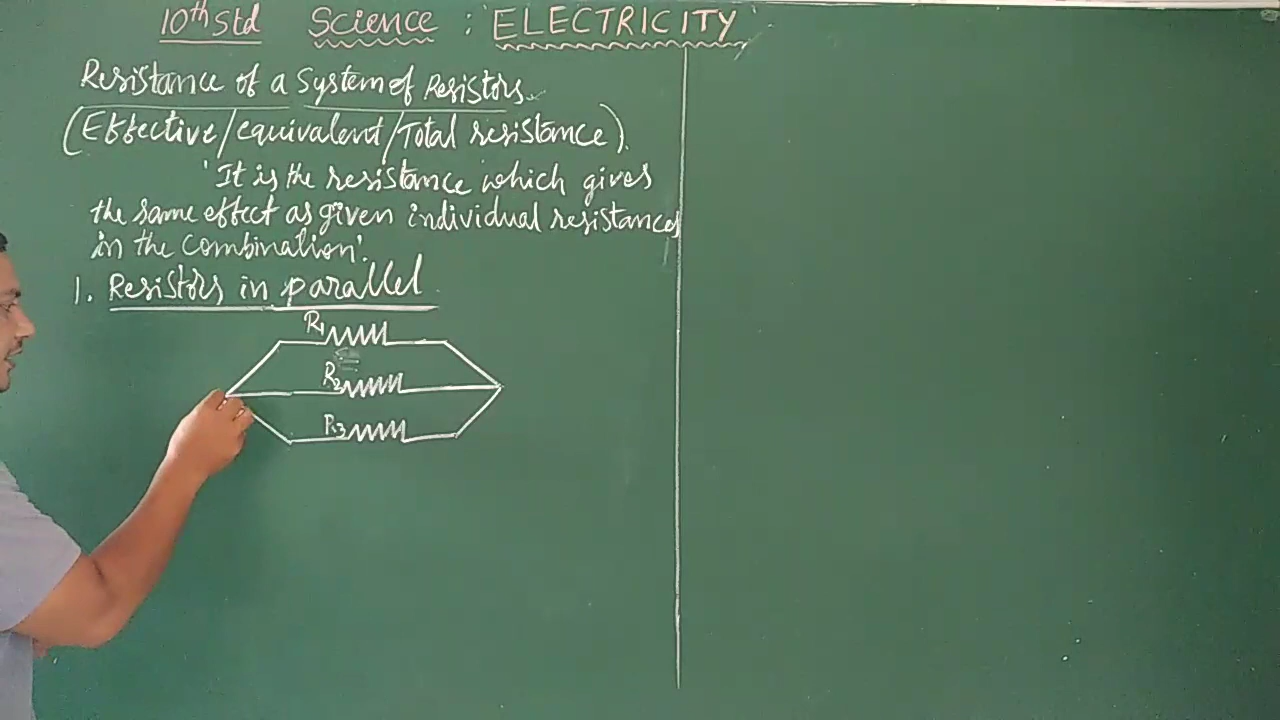 10th Std Science : 'ELECTRICITY'
Resistance of a System of Resistors.
(Effective/equivalent/Total resistance).
'It is the resistance which gives
the same effect as given individual resistances
in the combination'.
1. Resistors in parallel
R1
R2
R3